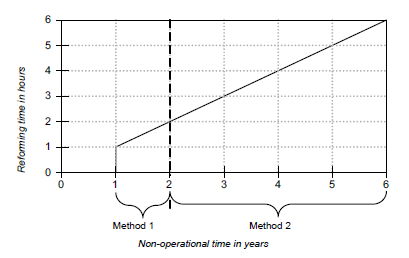 Reforming time in hours
6
5
4
3
2
1
0
0 1 2 3 4 5 6
Method 1 Method 2
Non-operational time in years